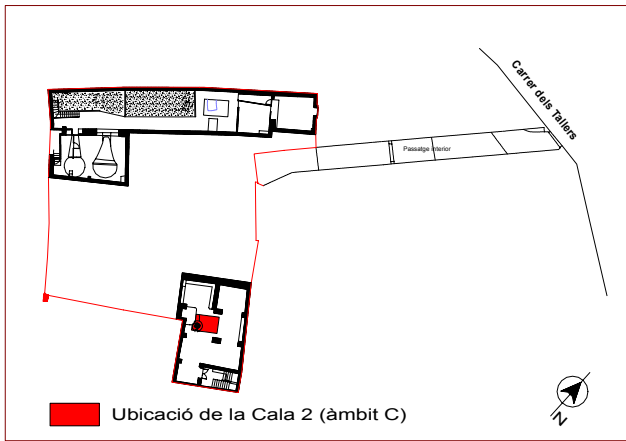 Carrer dels Tallers
Passatge interior
Ubicació de la Cala 2 (àmbit C)
N